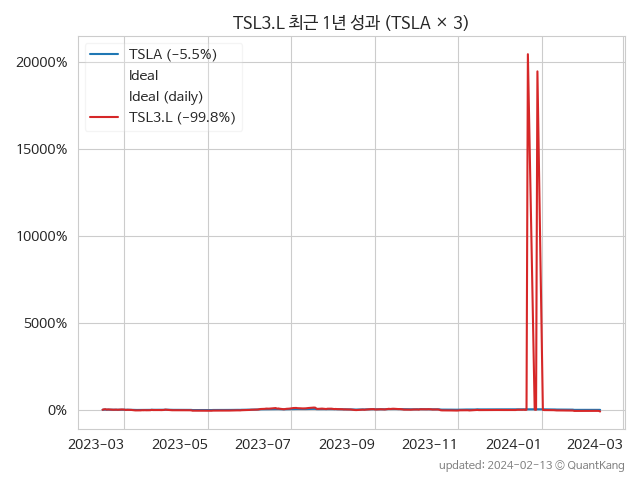 TSL3.L 최근 1년 성과 (TSLA × 3)
TSLA (−5.5%)
Ideal
Ideal (daily)
TSL3.L (−99.8%)
20000%
15000%
10000%
5000%
0%
2023-03 2023-05 2023-07 2023-09 2023-11 2024-01 2024-03
updated: 2024-02-13 © QuantKang